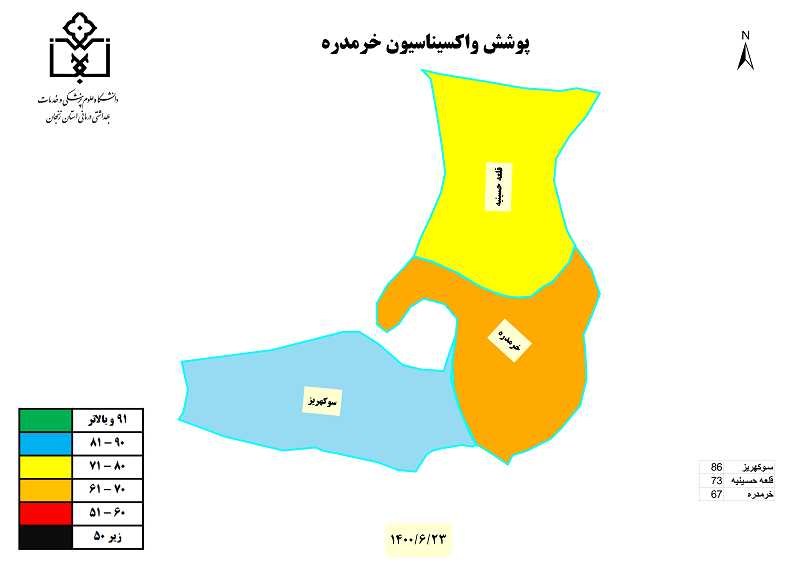 پوشش واکسیناسیون خرمدره
N
دانشگاه علوم پزشکی و خدمات
بهداشتی درمانی استان زنجان
قلعه حسینیه
خرمدره
سوکهریز
۹۱ و بالاتر
۸۱ - ۹۰
۷۱ - ۸۰
۶۱ - ۷۰
۵۱ - ۶۰
زیر ۵۰
سوکهریز 86
قلعه حسینیه 73
خرمدره 67
۱۴۰۰/۶/۲۳